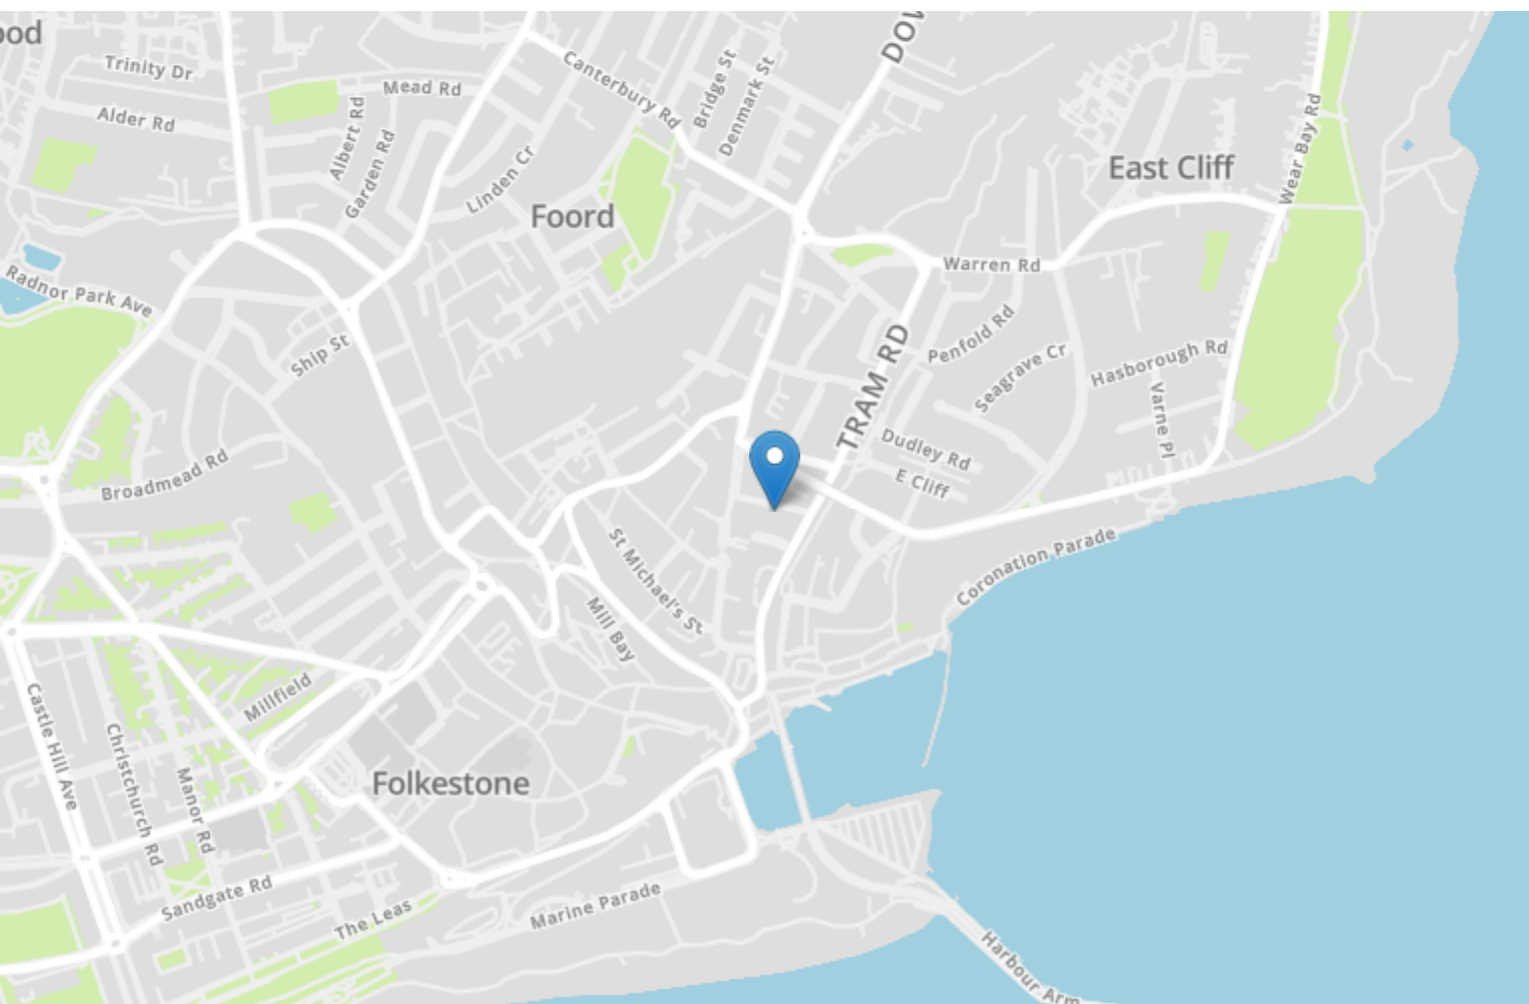 ood
DOV
Trinity Dr
Mead Rd
Canterbury Rd
Bridge St
Denmark St
Alder Rd
Albert Rd
Garden Rd
Linden Cr
Wear Bay Rd
East Cliff
Foord
Radnor Park Ave
Warren Rd
Ship St
Penfold Rd
TRAM RD
Seagrave Cr
Hasborough Rd
Varne Pl
Broadmead Rd
Dudley Rd
E Cliff
St Michael's St
Coronation Parade
Mill Bay
Millfield
Castle Hill Ave
Christchurch Rd
Manor Rd
Folkestone
Sandgate Rd
The Leas
Marine Parade
Harbour Arm